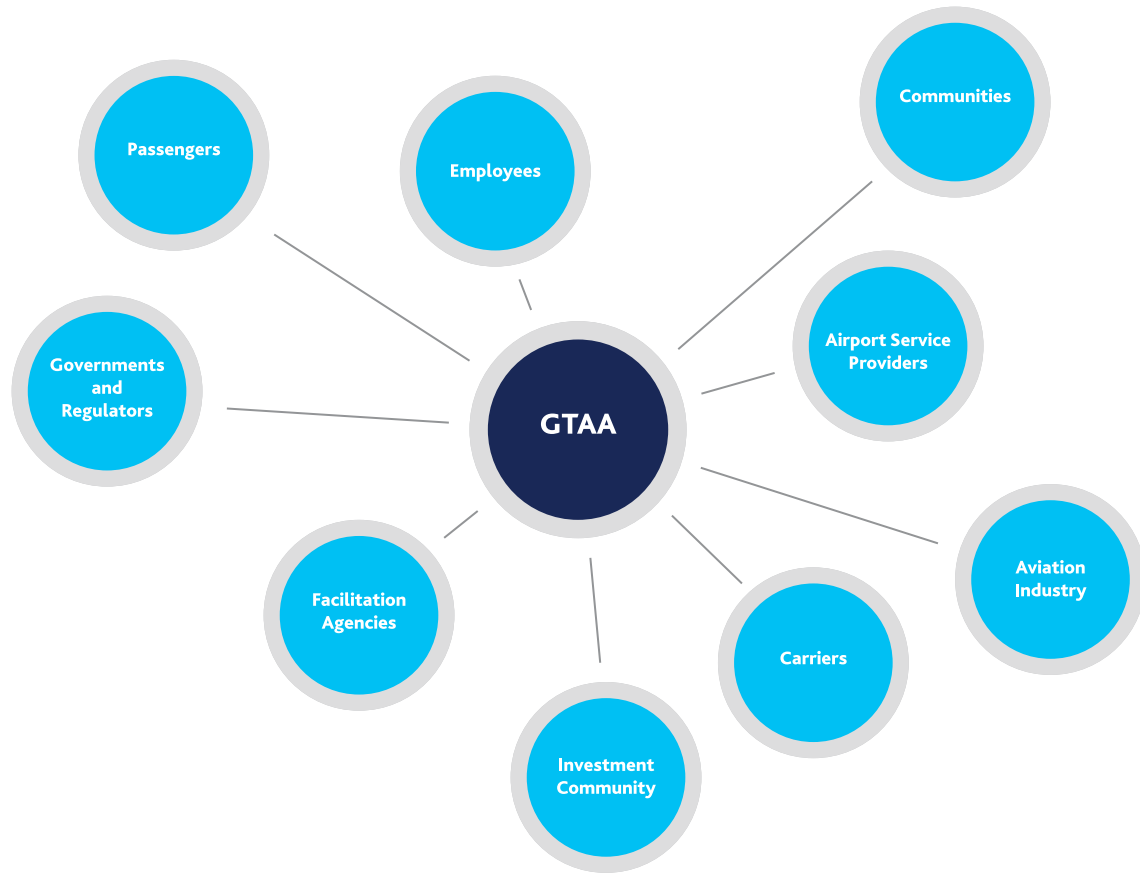 Communities
Passengers
Employees
Airport Service
Providers
Governments
and
Regulators
GTAA
Aviation
Industry
Facilitation
Agencies
Carriers
Investment
Community